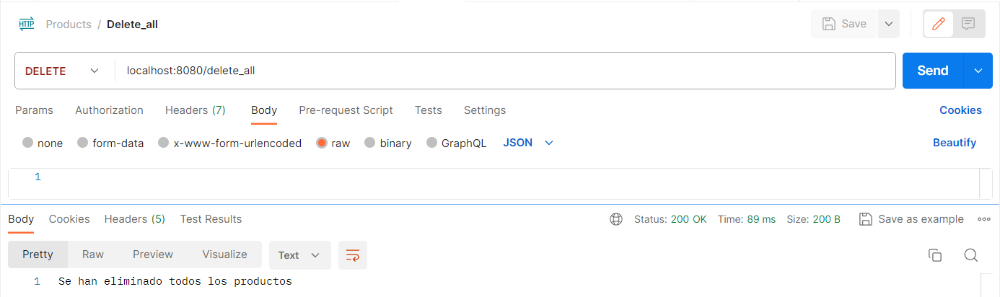 HTTP Products / Delete_all Save
DELETE localhost:8080/delete_all Send
Params Authorization Headers (7) Body Pre-request Script Tests Settings Cookies
none form-data x-www-form-urlencoded raw binary GraphQL JSON Beautify
1
Body Cookies Headers (5) Test Results Status: 200 OK Time: 89 ms Size: 200 B Save as example
Pretty Raw Preview Visualize Text
1 Se han eliminado todos los productos